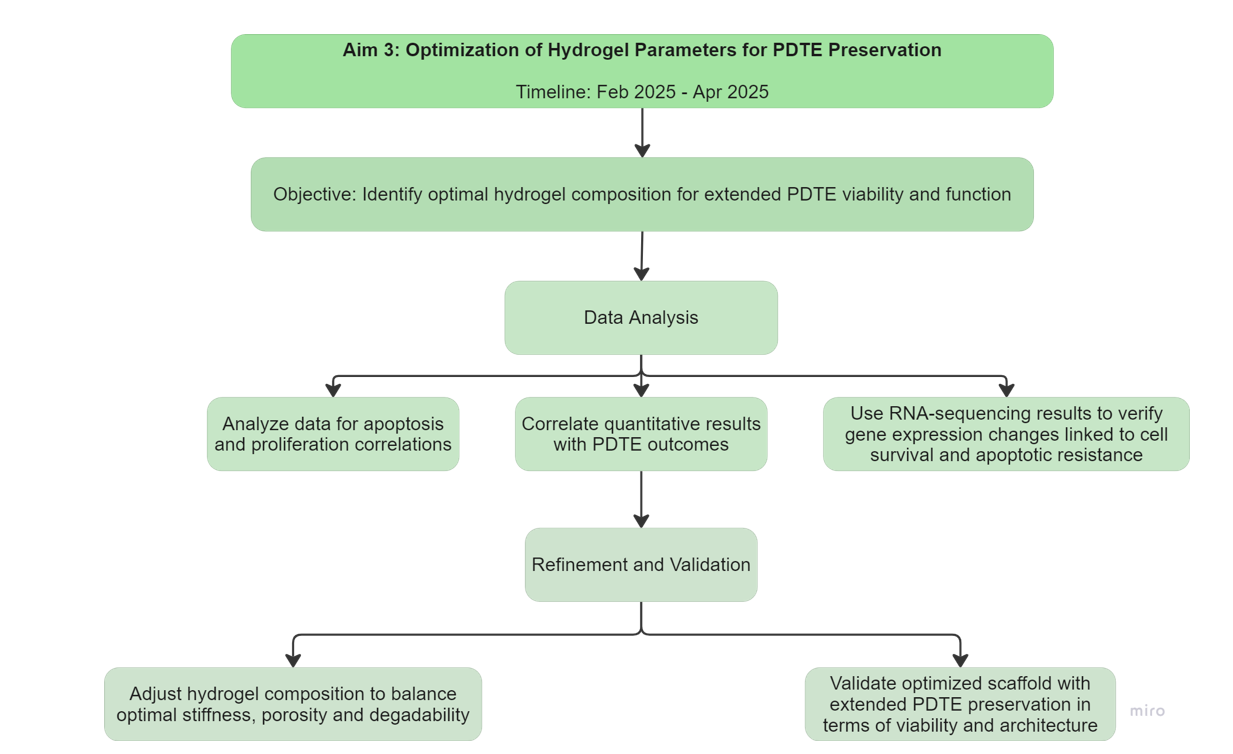 Aim 3: Optimization of Hydrogel Parameters for PDTE Preservation
Timeline: Feb 2025 - Apr 2025
Objective: Identify optimal hydrogel composition for extended PDTE viability and function
Data Analysis
Analyze data for apoptosis
and proliferation correlations
Correlate quantitative results
with PDTE outcomes
Use RNA-sequencing results to verify
gene expression changes linked to cell
survival and apoptotic resistance
Refinement and Validation
Adjust hydrogel composition to balance
optimal stiffness, porosity and degadability
Validate optimized scaffold with
extended PDTE preservation in
terms of viability and architecture
miro